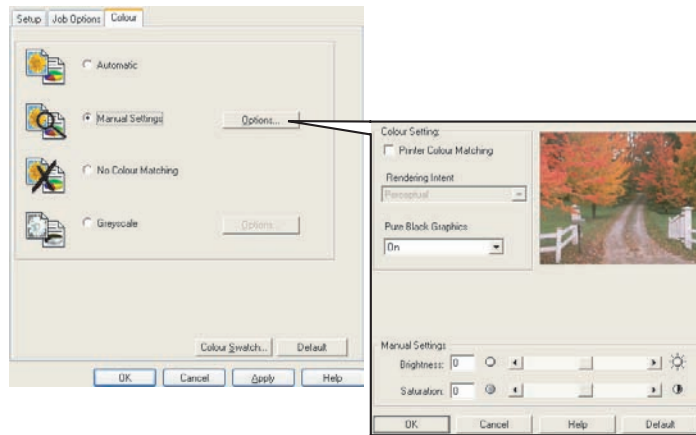 Setup Job Options Colour
Automatic
Manual Settings Options...
No Colour Matching
Greyscale Options...
Colour Swatch... Default
OK Cancel Apply Help
Colour Setting:
Printer Colour Matching
Rendering Intent
Perceptual
Pure Black Graphics
On
Manual Settings
Brightness: 0
Saturation: 0
OK Cancel Help Default